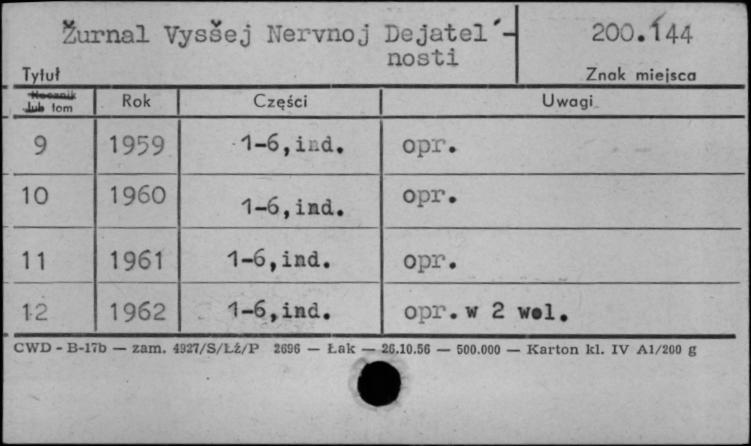 Žurnal Vysšej Nervnoj Dejatel'- 200.144
nosti
Tytuł Znak miejsca
Rocznik
lub tom Rok Części Uwagi
9 1959 1-6,ind. opr.
10 1960 1-6,ind. opr.
11 1961 1-6,ind. opr.
12 1962 1-6,ind. opr. w 2 wol.
CWD - B-17b — zam. 4927/S/Łż/P 2696 — Łak — 26.10.56 — 500.000 — Karton kl. IV A1/200 g